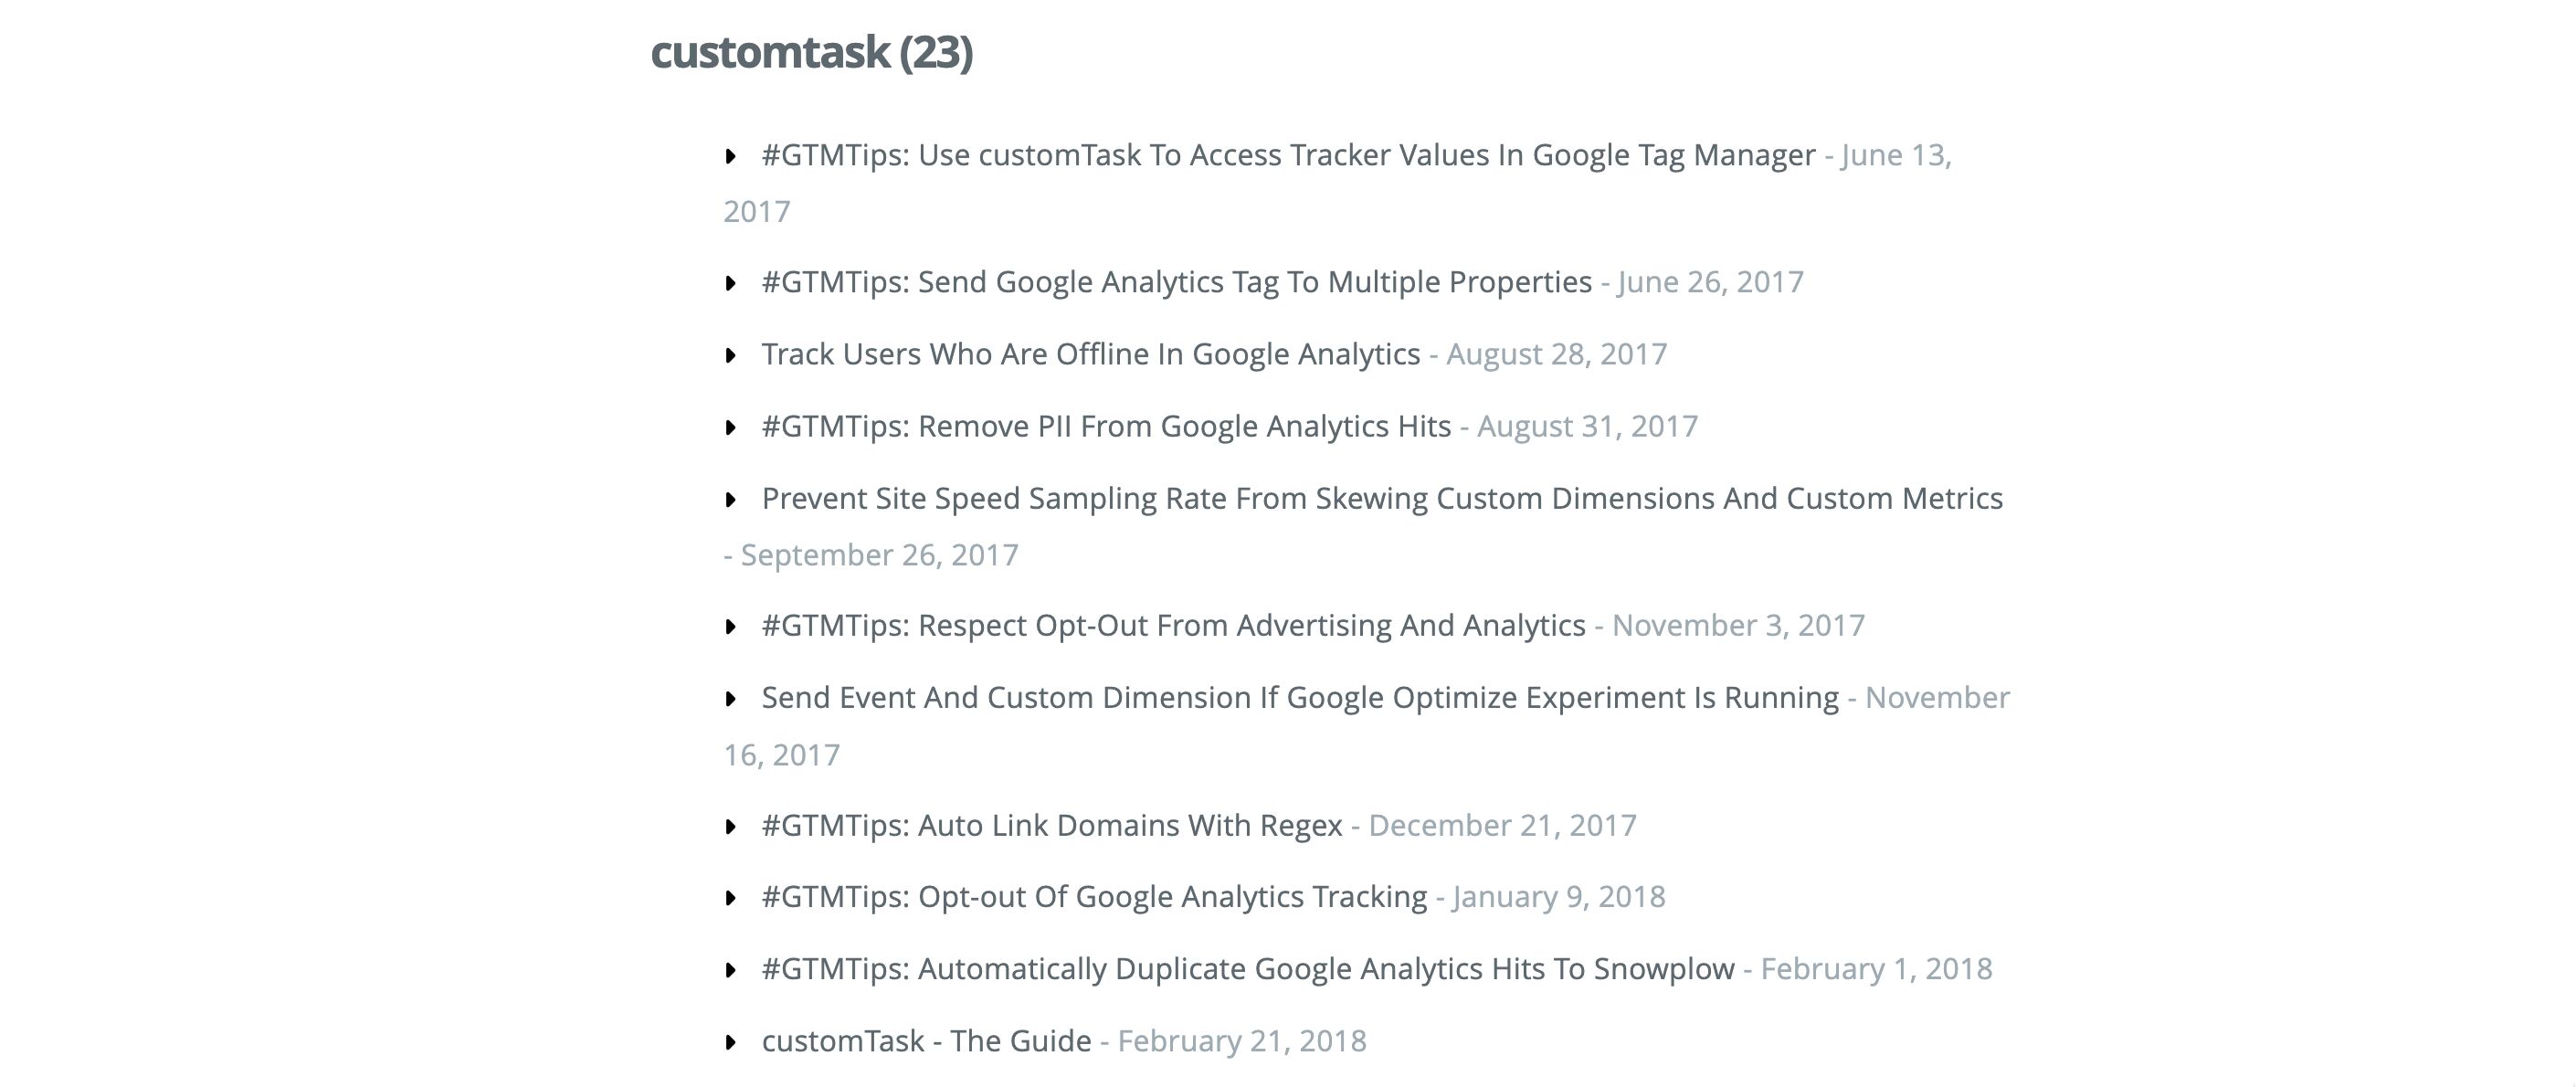 customtask (23)
#GTMTips: Use customTask To Access Tracker Values In Google Tag Manager - June 13,
2017
#GTMTips: Send Google Analytics Tag To Multiple Properties - June 26, 2017
Track Users Who Are Offline In Google Analytics - August 28, 2017
#GTMTips: Remove PII From Google Analytics Hits - August 31, 2017
Prevent Site Speed Sampling Rate From Skewing Custom Dimensions And Custom Metrics
- September 26, 2017
#GTMTips: Respect Opt-Out From Advertising And Analytics - November 3, 2017
Send Event And Custom Dimension If Google Optimize Experiment Is Running - November
16, 2017
#GTMTips: Auto Link Domains With Regex - December 21, 2017
#GTMTips: Opt-out Of Google Analytics Tracking - January 9, 2018
#GTMTips: Automatically Duplicate Google Analytics Hits To Snowplow - February 1, 2018
customTask - The Guide - February 21, 2018